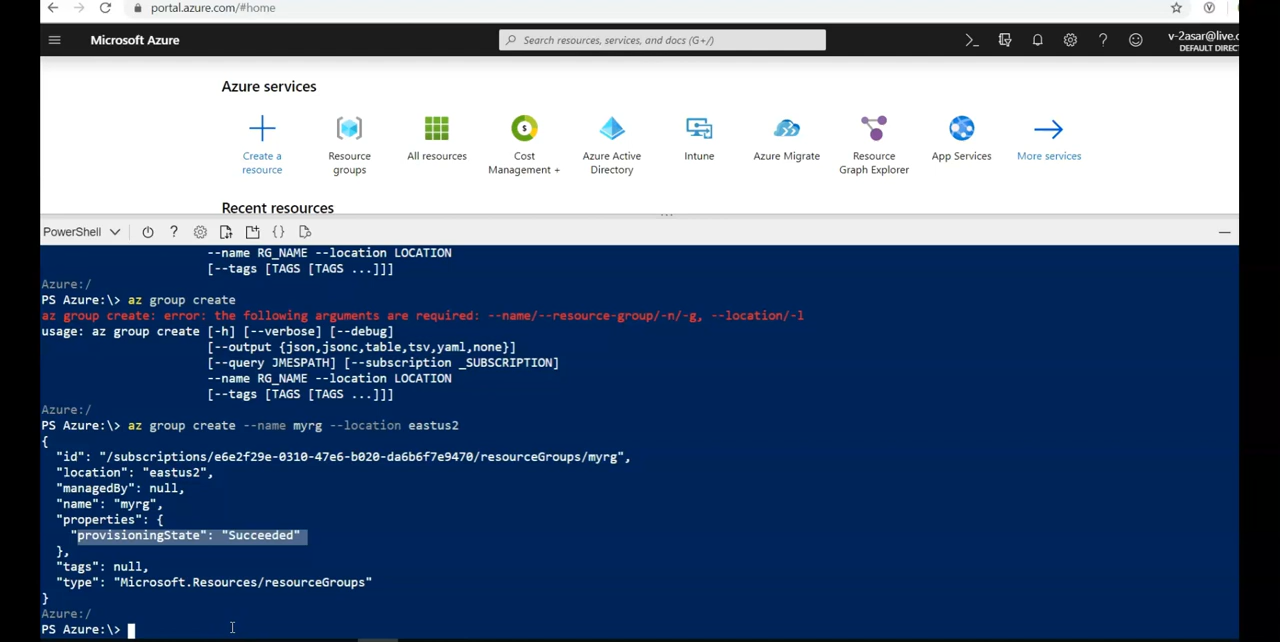 portal.azure.com/#home
Microsoft Azure
Search resources, services, and docs (G+/)
v-2asar@live.c
DEFAULT DIREC
Azure services
Create a
resource
Resource
groups
All resources
Cost
Management +
Azure Active
Directory
Intune
Azure Migrate
Resource
Graph Explorer
App Services
More services
Recent resources
PowerShell
--name RG_NAME --location LOCATION
[--tags [TAGS [TAGS ...]]]
Azure:/
PS Azure:\> az group create
az group create: error: the following arguments are required: --name/--resource-group/-n/-g, --location/-l
usage: az group create [-h] [--verbose] [--debug]
[--output {json,jsonc,table,tsv,yaml,none}]
[--query JMESPATH] [--subscription _SUBSCRIPTION]
--name RG_NAME --location LOCATION
[--tags [TAGS [TAGS ...]]]
Azure:/
PS Azure:\> az group create --name myrg --location eastus2
{
"id": "/subscriptions/e6e2f29e-0310-47e6-b020-da6b6f7e9470/resourceGroups/myrg",
"location": "eastus2",
"managedBy": null,
"name": "myrg",
"properties": {
"provisioningState": "Succeeded"
},
"tags": null,
"type": "Microsoft.Resources/resourceGroups"
}
Azure:/
PS Azure:\>